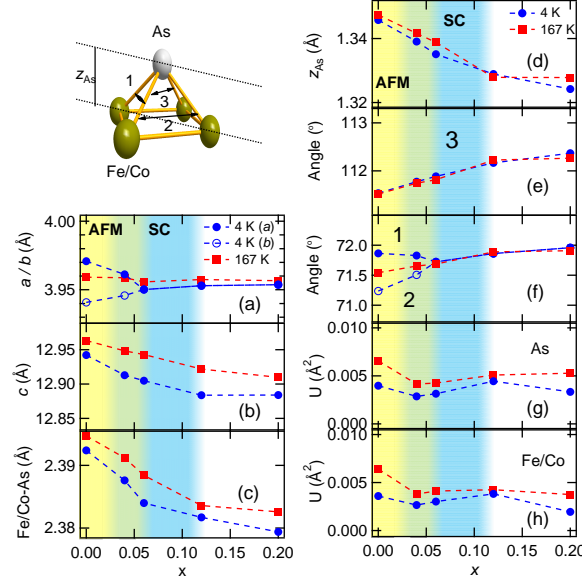 As
z_As
1
3
2
Fe/Co
4.00
3.95
3.90
a / b (Å)
AFM
SC
4 K (a)
4 K (b)
167 K
(a)
12.95
12.90
12.85
c (Å)
(b)
2.39
2.38
Fe/Co-As (Å)
(c)
0.00 0.05 0.10 0.15 0.20
x
1.34
1.32
z_As (Å)
SC
AFM
4 K
167 K
(d)
113
112
Angle (°)
3
(e)
72.0
71.5
71.0
Angle (°)
1
2
(f)
0.010
0.005
0.000
U (Å²)
As
(g)
0.010
0.005
0.000
U (Å²)
Fe/Co
(h)
0.00 0.05 0.10 0.15 0.20
x